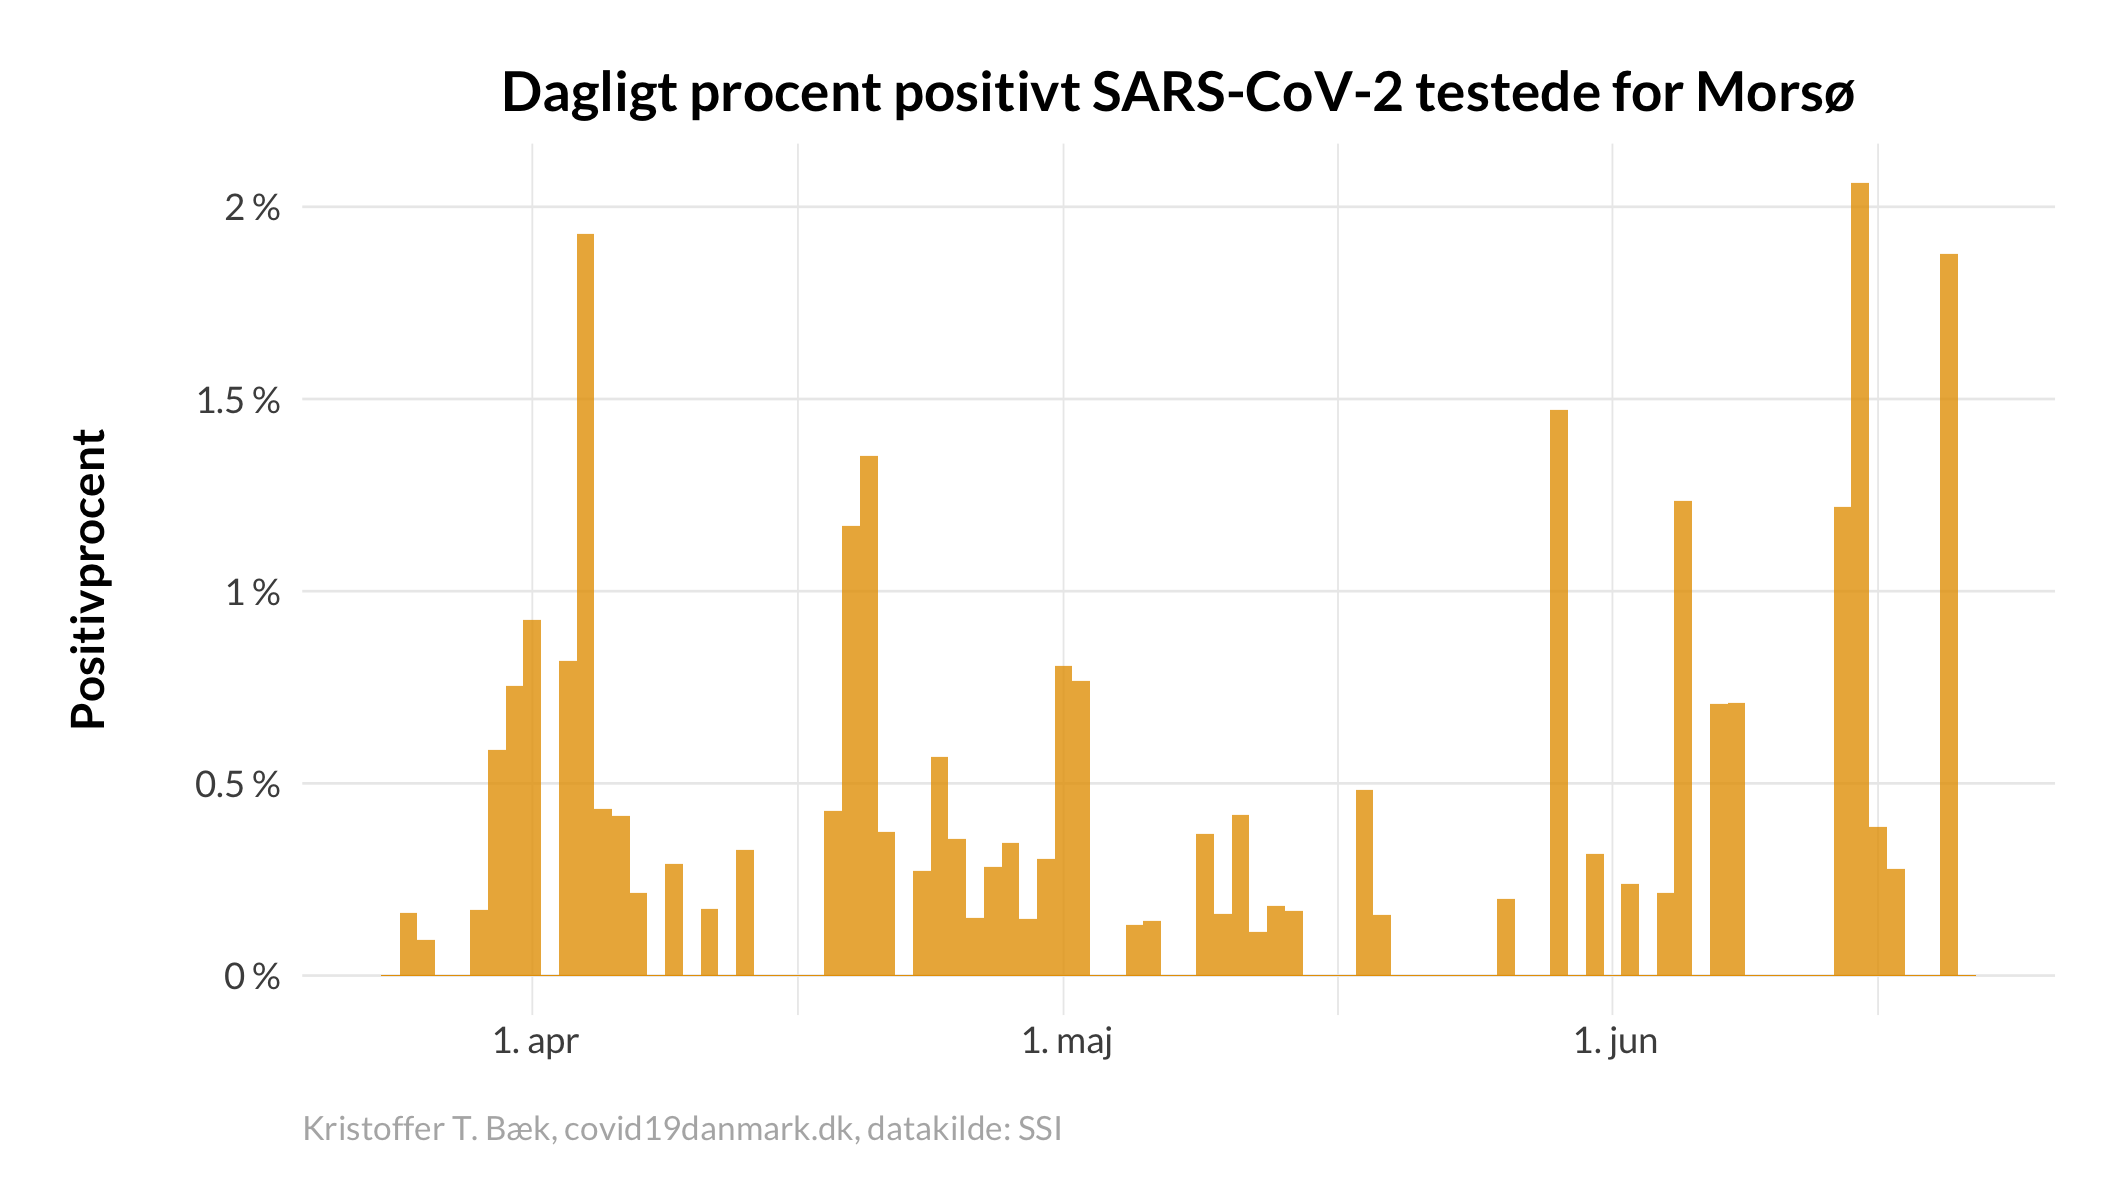 Dagligt procent positivt SARS-CoV-2 testede for Morsø
Positivprocent
2 %
1.5 %
1 %
0.5 %
0 %
1. apr
1. maj
1. jun
Kristoffer T. Bæk, covid19danmark.dk, datakilde: SSI